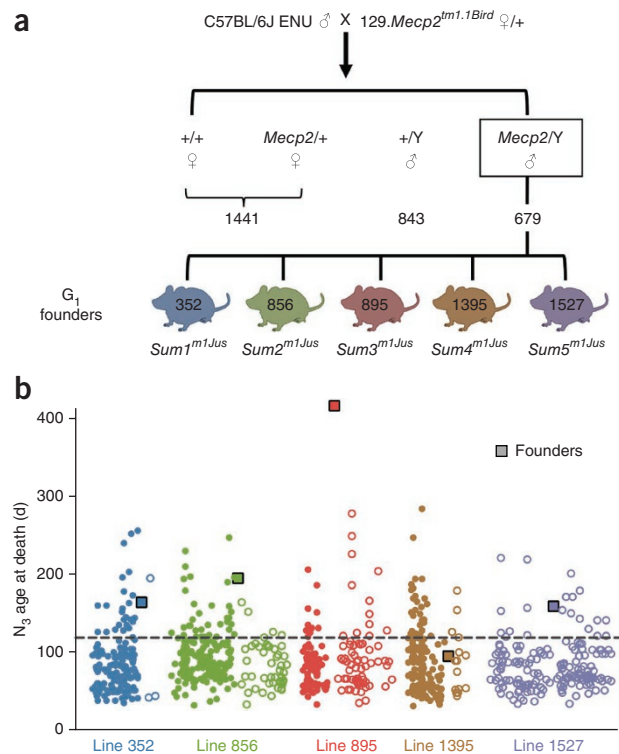 a
C57BL/6J ENU ♂ X 129.Mecp2tm1.1Bird ♀/+
+/+ Mecp2/+ +/Y Mecp2/Y
♀ ♀ ♂ ♂
1441 843 679
G1 founders
352 856 895 1395 1527
Sum1m1Jus Sum2m1Jus Sum3m1Jus Sum4m1Jus Sum5m1Jus
b
N3 age at death (d)
400
300
200
100
0
Founders
Line 352 Line 856 Line 895 Line 1395 Line 1527